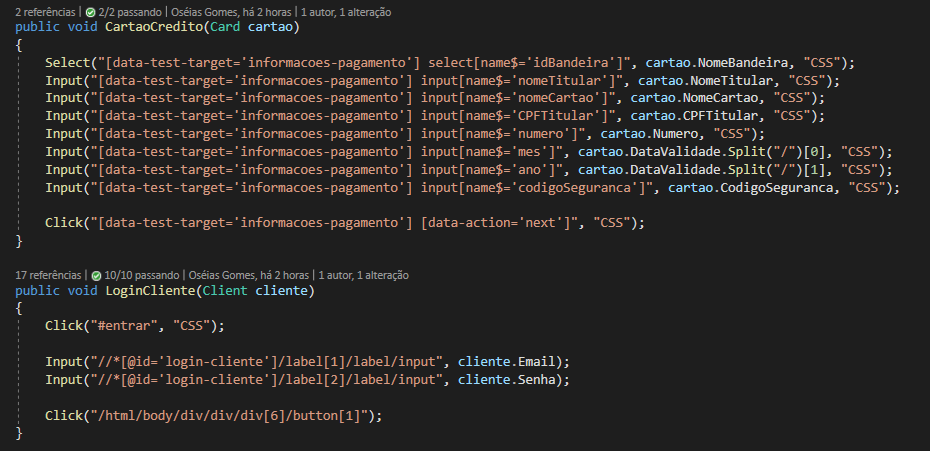 2 referências | 2/2 passando | Oséias Gomes, há 2 horas | 1 autor, 1 alteração
public void CartaoCredito(Card cartao)
{
Select("[data-test-target='informacoes-pagamento'] select[name$='idBandeira']", cartao.NomeBandeira, "CSS");
Input("[data-test-target='informacoes-pagamento'] input[name$='nomeTitular']", cartao.NomeTitular, "CSS");
Input("[data-test-target='informacoes-pagamento'] input[name$='nomeCartao']", cartao.NomeCartao, "CSS");
Input("[data-test-target='informacoes-pagamento'] input[name$='CPFTitular']", cartao.CPFTitular, "CSS");
Input("[data-test-target='informacoes-pagamento'] input[name$='numero']", cartao.Numero, "CSS");
Input("[data-test-target='informacoes-pagamento'] input[name$='mes']", cartao.DataValidade.Split("/")[0], "CSS");
Input("[data-test-target='informacoes-pagamento'] input[name$='ano']", cartao.DataValidade.Split("/")[1], "CSS");
Input("[data-test-target='informacoes-pagamento'] input[name$='codigoSeguranca']", cartao.CodigoSeguranca, "CSS");
Click("[data-test-target='informacoes-pagamento'] [data-action='next']", "CSS");
}
17 referências | 10/10 passando | Oséias Gomes, há 2 horas | 1 autor, 1 alteração
public void LoginCliente(Client cliente)
{
Click("#entrar", "CSS");
Input("//*[@id='login-cliente']/label[1]/label/input", cliente.Email);
Input("//*[@id='login-cliente']/label[2]/label/input", cliente.Senha);
Click("/html/body/div/div/div[6]/button[1]");
}